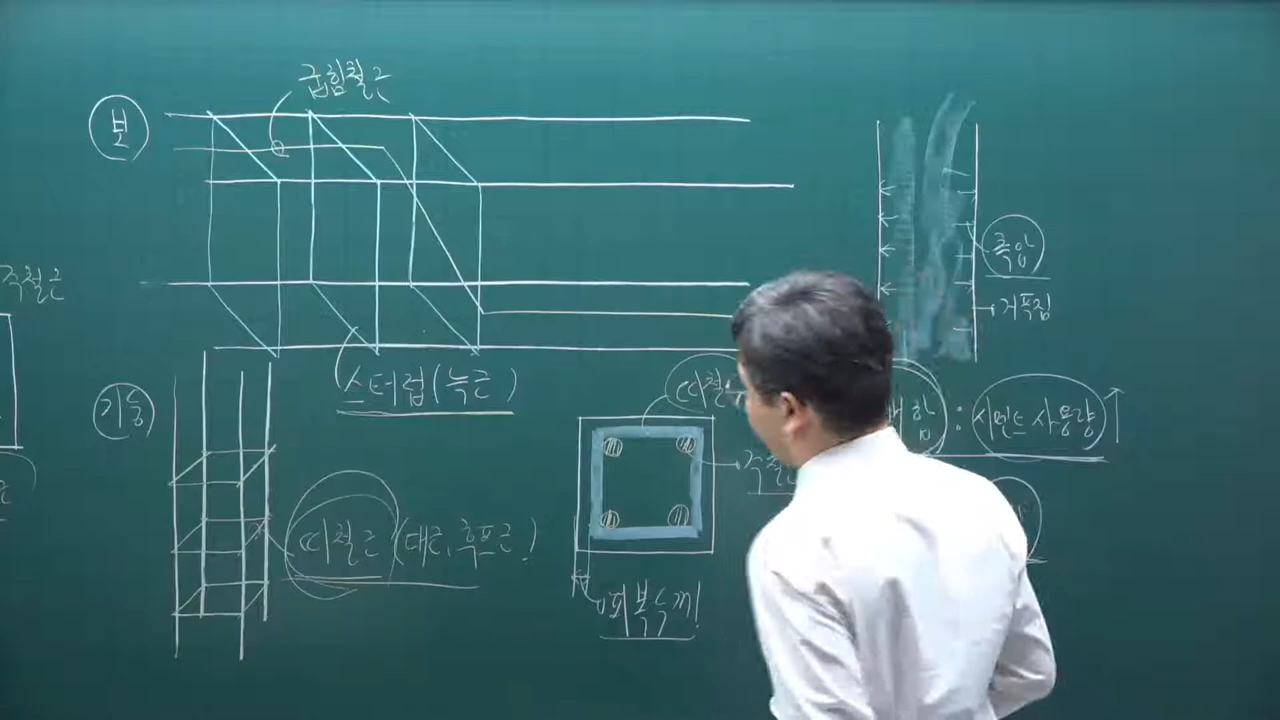 굽힘철근
보
측압
주철근
거푸집
스터럽(늑근)
기둥
띠철
배합 : 시멘트 사용량 ↑
주철
띠철근 (대근, 후프근)
피복두께